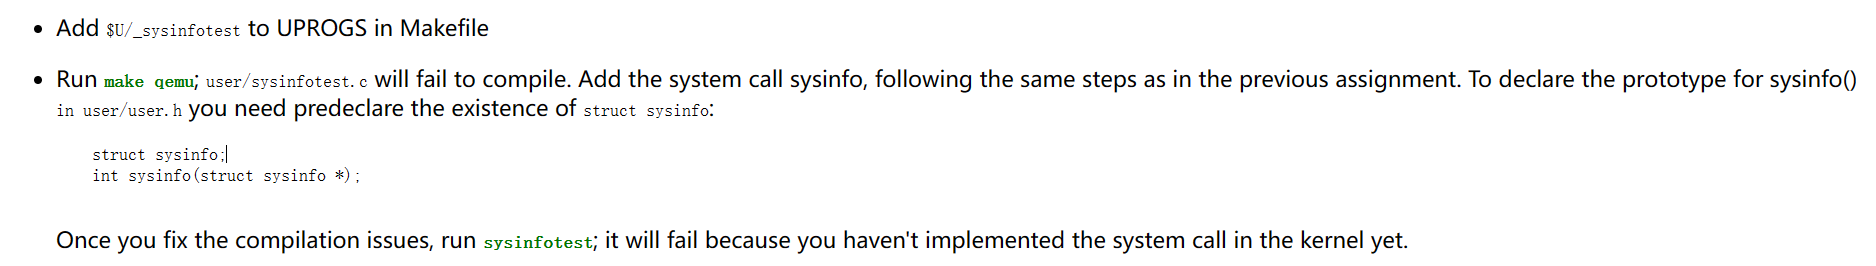 • Add $U/_sysinfotest to UPROGS in Makefile
• Run make qemu; user/sysinfotest.c will fail to compile. Add the system call sysinfo, following the same steps as in the previous assignment. To declare the prototype for sysinfo()
in user/user.h you need predeclare the existence of struct sysinfo:
struct sysinfo;
int sysinfo(struct sysinfo *);
Once you fix the compilation issues, run sysinfotest; it will fail because you haven't implemented the system call in the kernel yet.